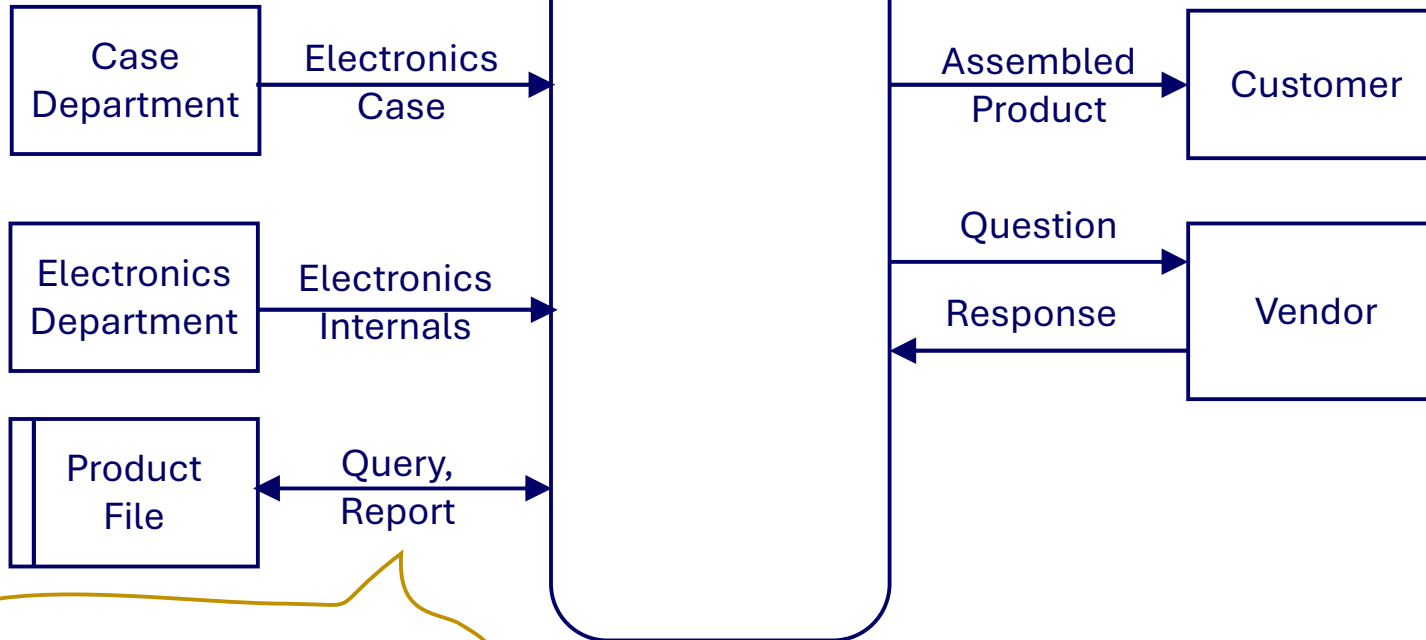 Case
Department
Electronics
Case
Assembled
Product
Customer
Electronics
Department
Electronics
Internals
Question
Response
Vendor
Product
File
Query,
Report